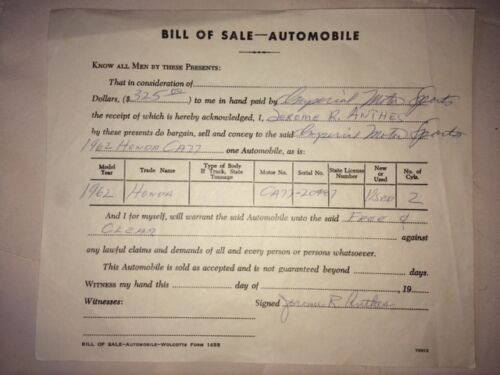 BILL OF SALE—AUTOMOBILE
KNOW ALL MEN BY THESE PRESENTS:
That in consideration of
Dollars, ($ 325 00 ) to me in hand paid by Imperial Motor Sports
the receipt of which is hereby acknowledged, I, JEROME R. ANTHES
by these presents do bargain, sell and convey to the said Imperial Motor Sports
1962 HONDA CA77 one Automobile, as is:
Model Year Trade Name Type of Body If Truck, State Tonnage Motor No. Serial No. State License Number New or Used No. of Cyls.
1962 HONDA CA77- Used 2
And I for myself, will warrant the said Automobile unto the said FREE &
CLEAR against
any lawful claims and demands of all and every person or persons whatsoever.
This Automobile is sold as accepted and is not guaranteed beyond days.
WITNESS my hand this day of , 19
Witnesses: Signed Jerome R. Anthes
BILL OF SALE—AUTOMOBILE—WOLCOTTS FORM 1633